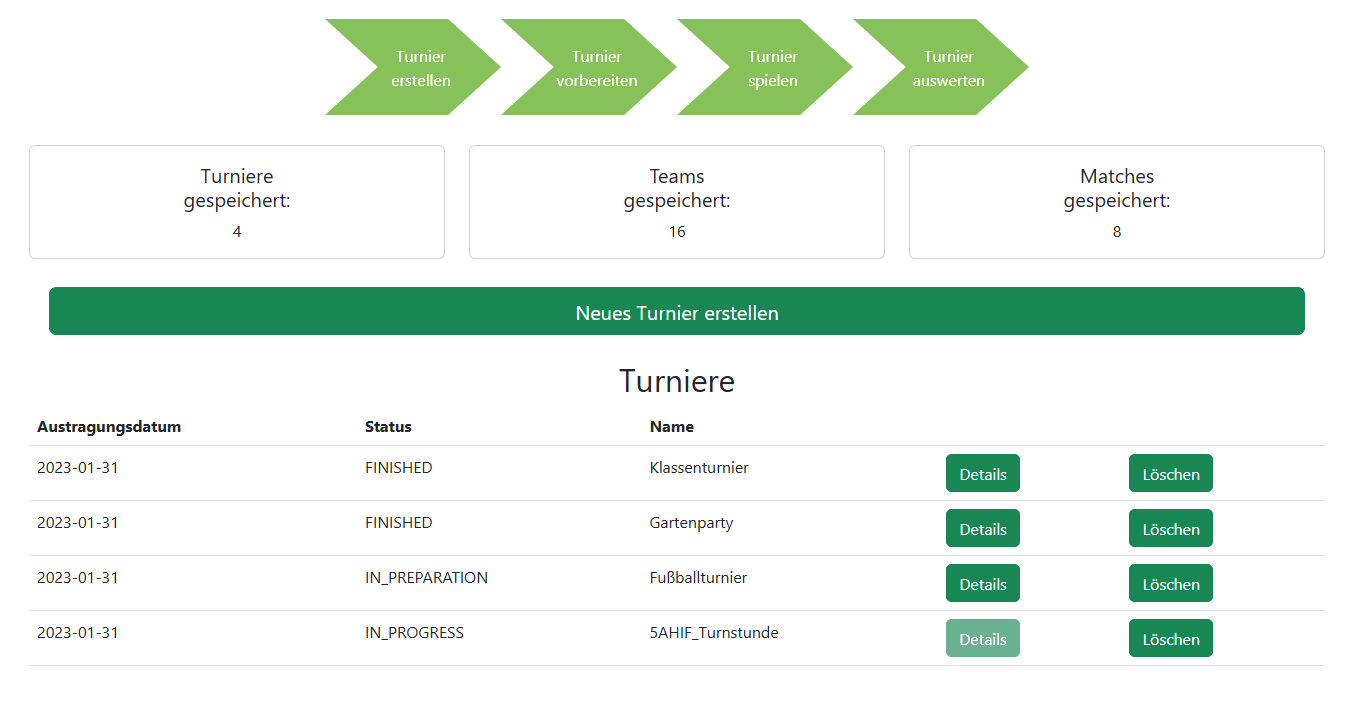 Turnier
erstellen
Turnier
vorbereiten
Turnier
spielen
Turnier
auswerten
Turniere
gespeichert:
4
Teams
gespeichert:
16
Matches
gespeichert:
8
Neues Turnier erstellen
Turniere
Austragungsdatum Status Name
2023-01-31 FINISHED Klassenturnier Details Löschen
2023-01-31 FINISHED Gartenparty Details Löschen
2023-01-31 IN_PREPARATION Fußballturnier Details Löschen
2023-01-31 IN_PROGRESS 5AHIF_Turnstunde Details Löschen